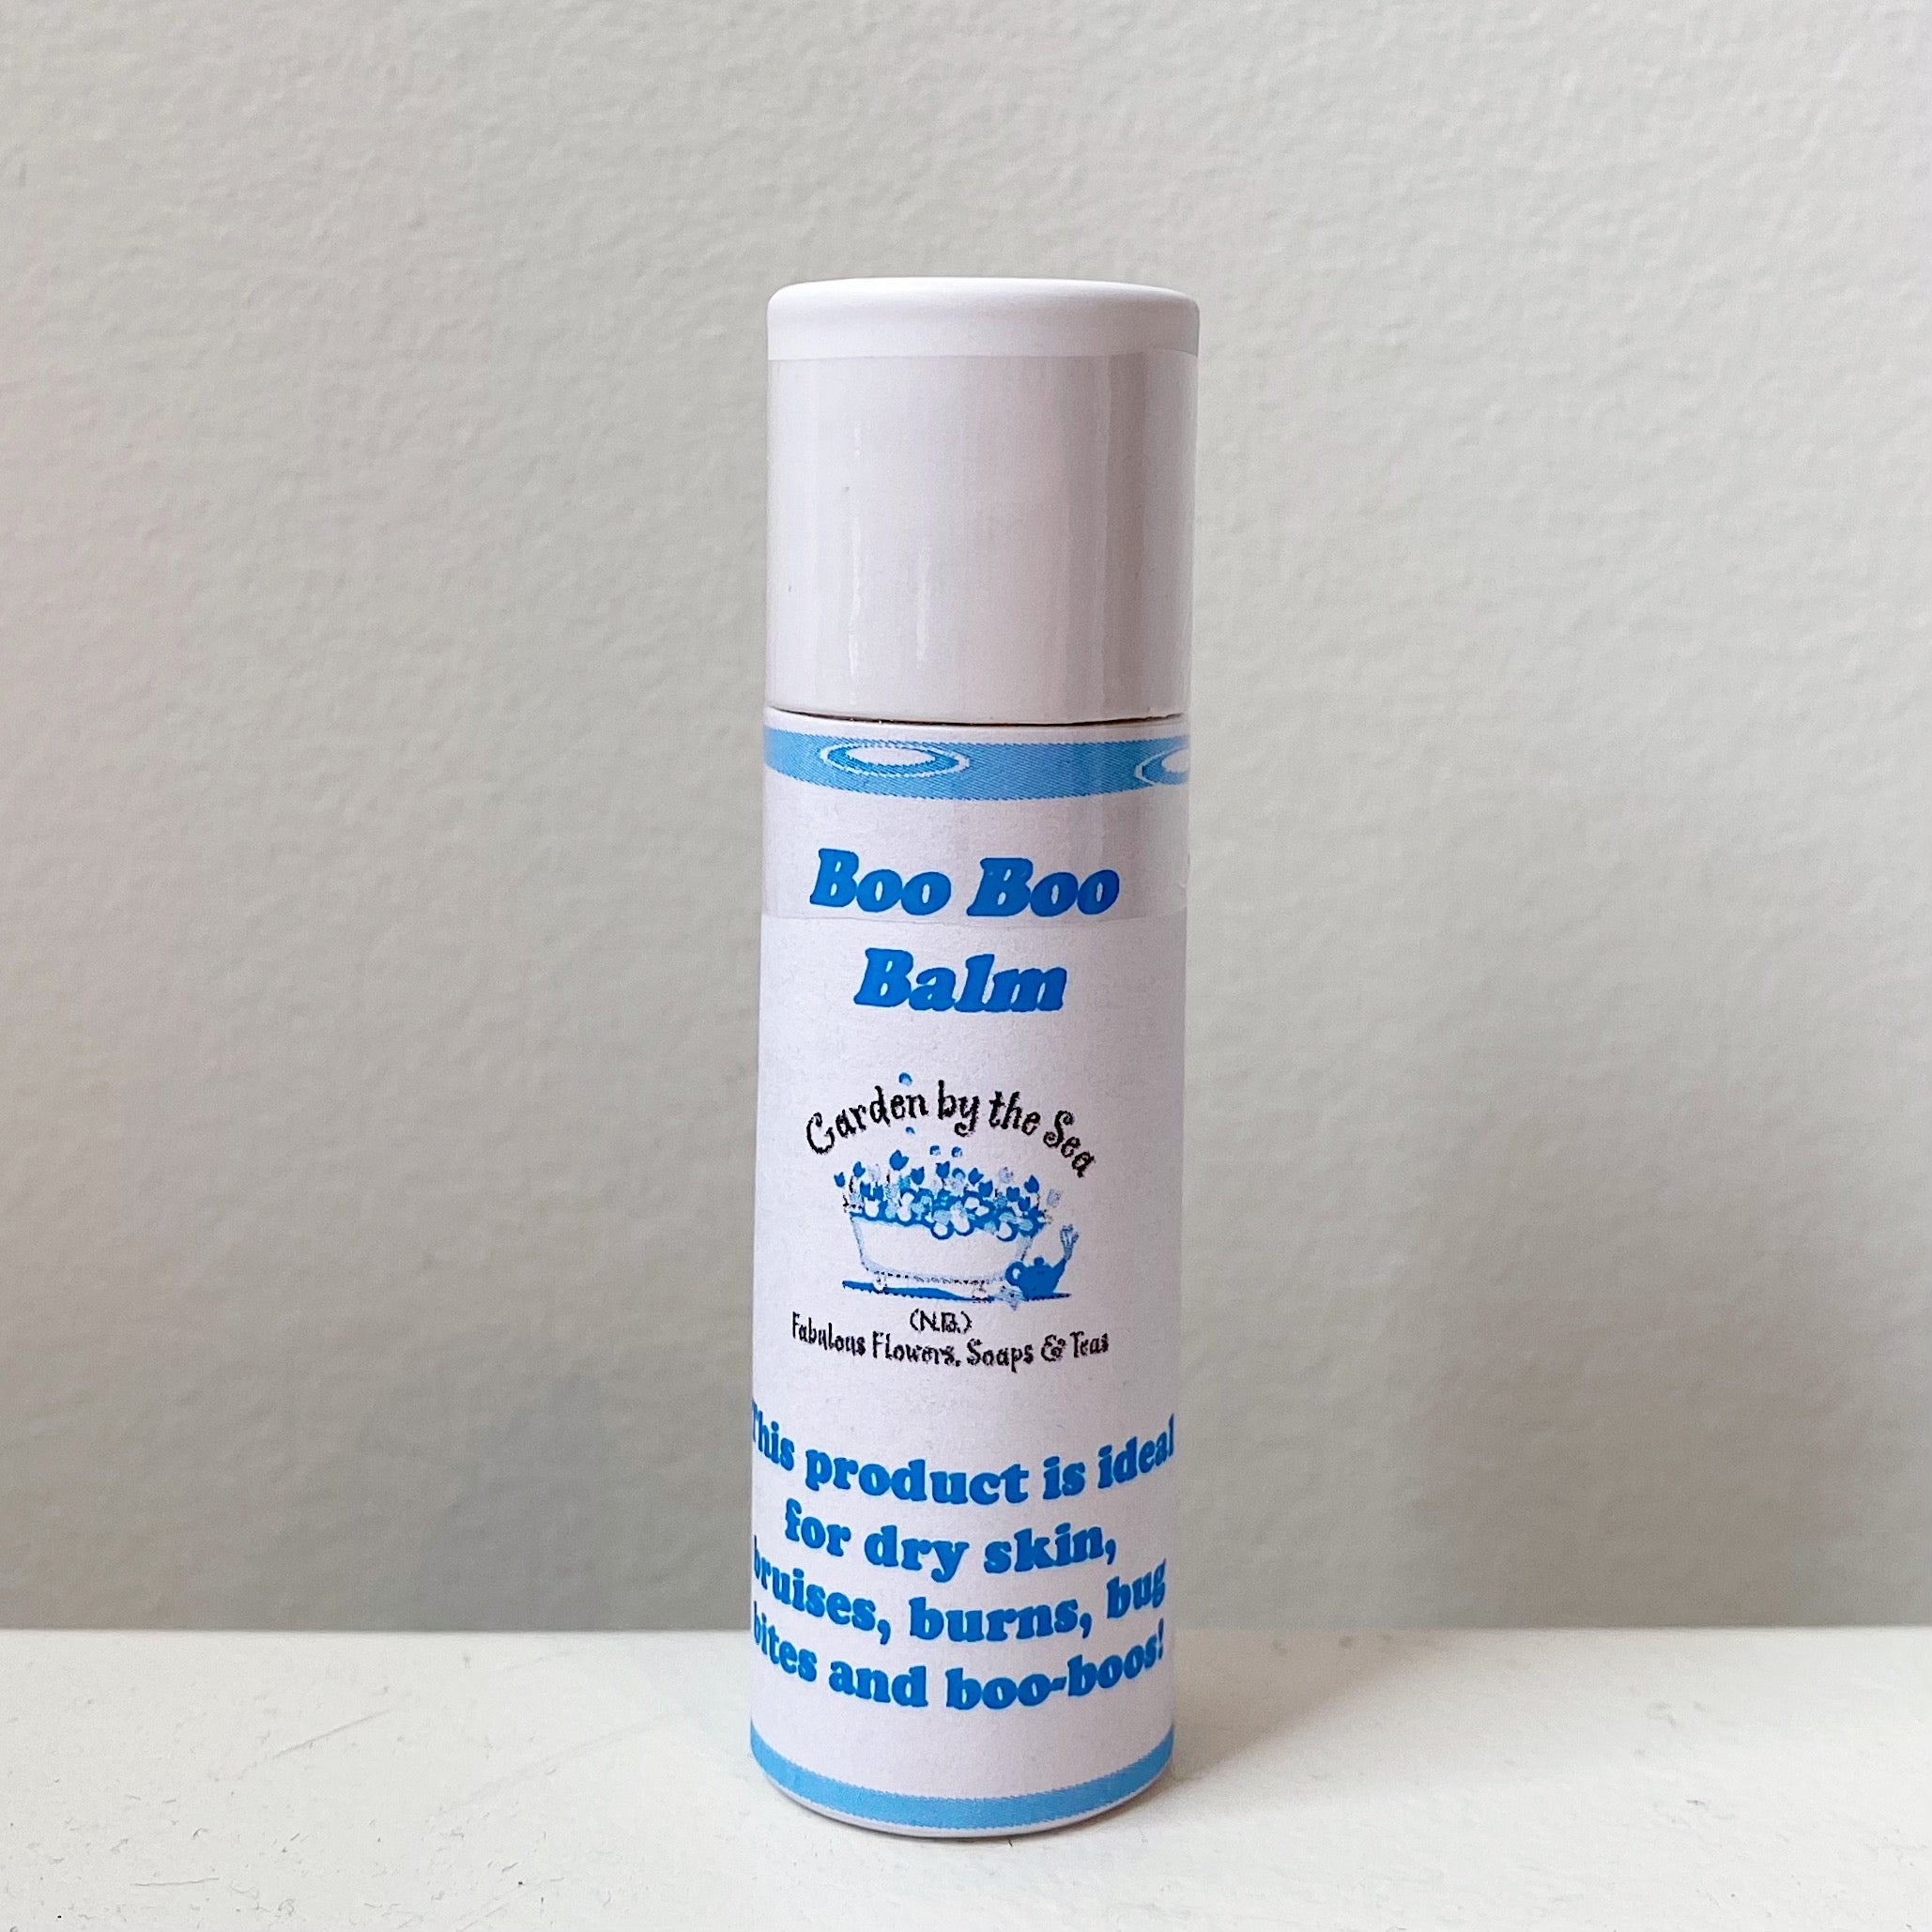 Boo Boo
Balm
Garden by the Sea
(N.B.)
Fabulous Flowers, Soaps & Teas
This product is ideal
for dry skin,
bruises, burns, bug
bites and boo-boos!